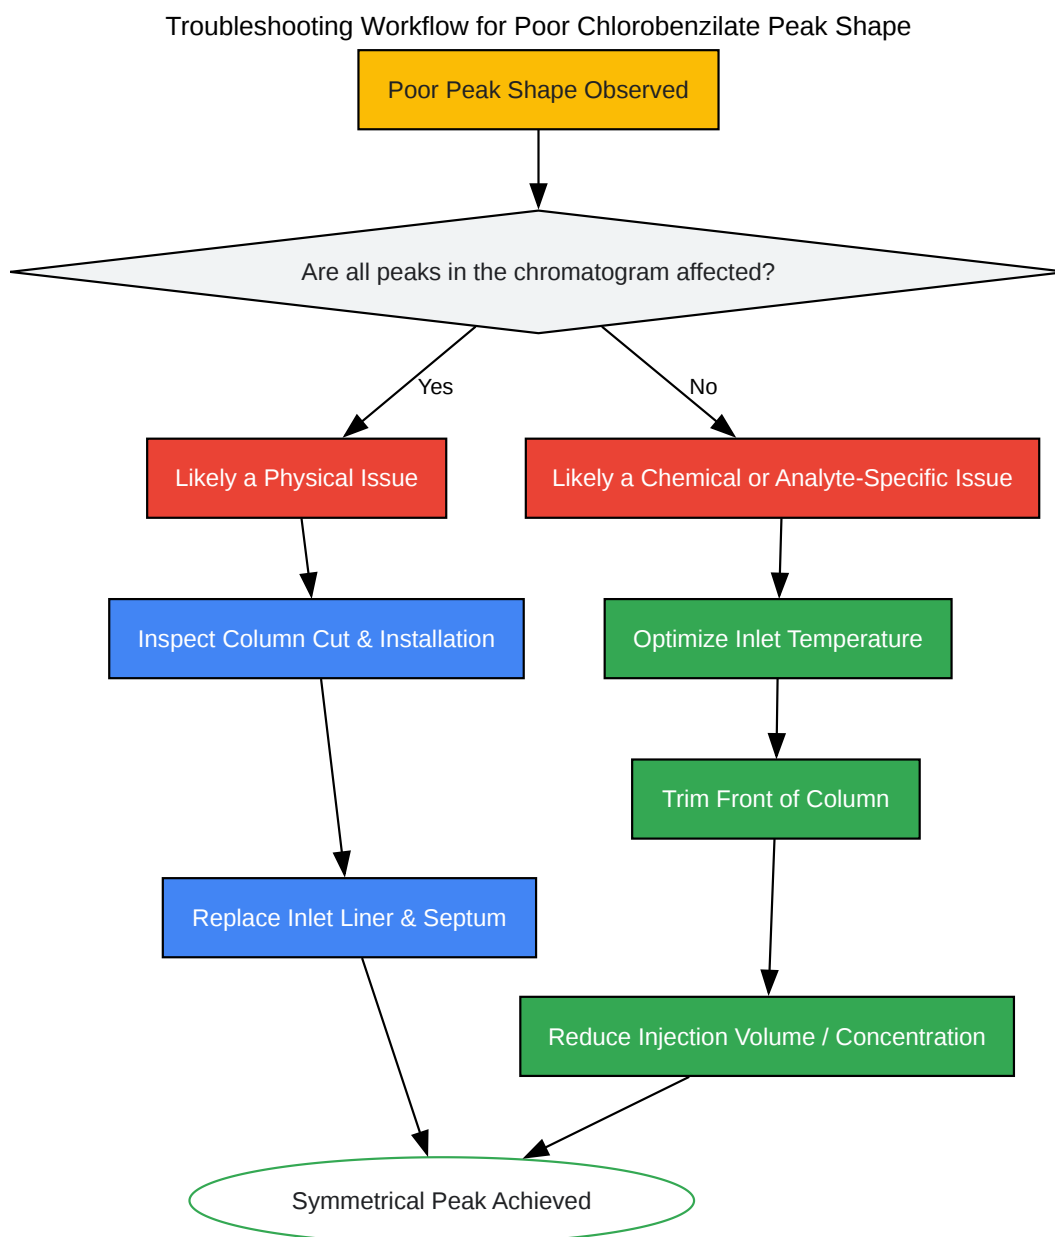 Troubleshooting Workflow for Poor Chlorobenzilate Peak Shape
Poor Peak Shape Observed
Are all peaks in the chromatogram affected?
Yes
No
Likely a Physical Issue
Likely a Chemical or Analyte-Specific Issue
Inspect Column Cut & Installation
Optimize Inlet Temperature
Trim Front of Column
Replace Inlet Liner & Septum
Reduce Injection Volume / Concentration
Symmetrical Peak Achieved